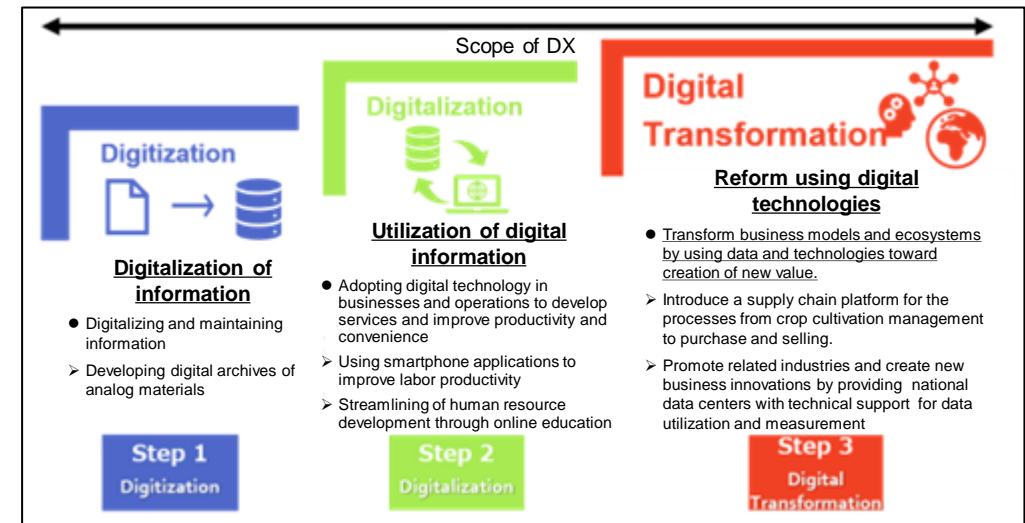 Scope of DX
Digitization
Digitalization of
information
● Digitalizing and maintaining
information
➢ Developing digital archives of
analog materials
Step 1
Digitization
Digitalization
Utilization of digital
information
● Adopting digital technology in
businesses and operations to develop
services and improve productivity and
convenience
➢ Using smartphone applications to
improve labor productivity
➢ Streamlining of human resource
development through online education
Step 2
Digitalization
Digital
Transformation
Reform using digital
technologies
● Transform business models and ecosystems
by using data and technologies toward
creation of new value.
➢ Introduce a supply chain platform for the
processes from crop cultivation management
to purchase and selling.
➢ Promote related industries and create new
business innovations by providing national
data centers with technical support for data
utilization and measurement
Step 3
Digital
Transformation